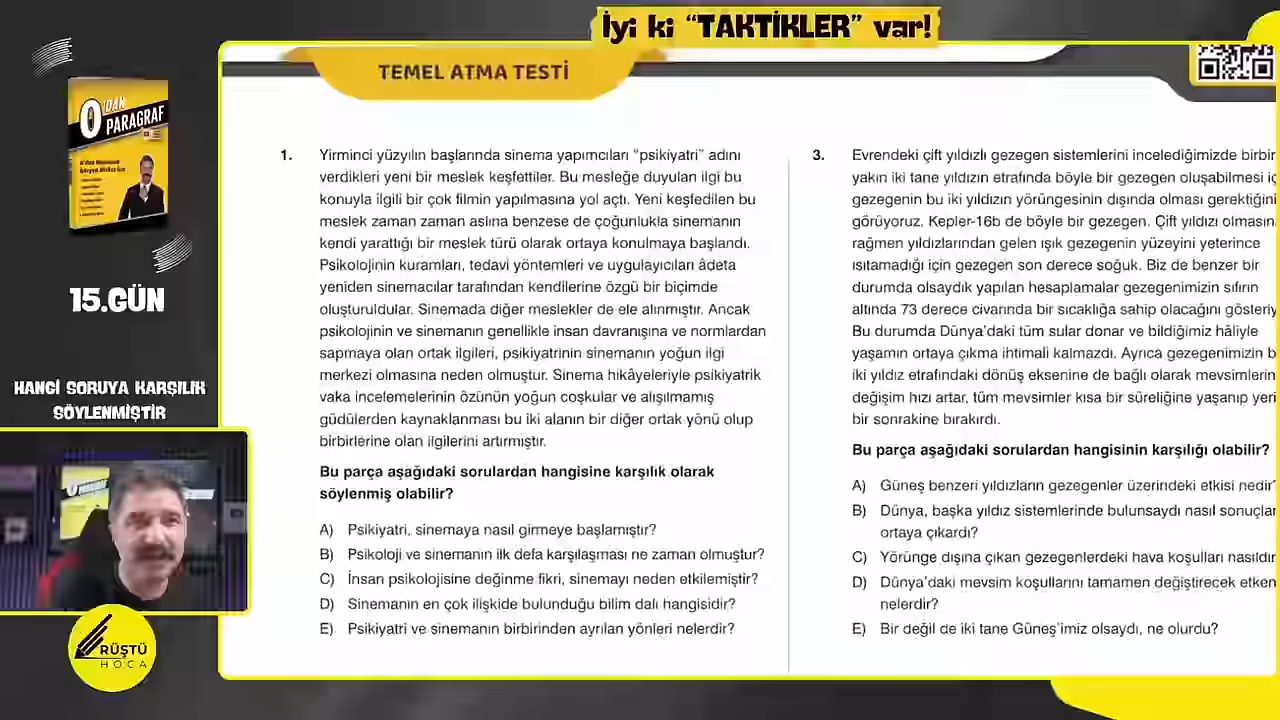 İyi ki “TAKTİKLER” var!
TEMEL ATMA TESTİ
0'DAN
PARAGRAF
15.GÜN
HANGİ SORUYA KARŞILIK
SÖYLENMİŞTİR
RÜŞTÜ
HOCA
1. Yirminci yüzyılın başlarında sinema yapımcıları “psikiyatri” adını
verdikleri yeni bir meslek keşfettiler. Bu mesleğe duyulan ilgi bu
konuyla ilgili bir çok filmin yapılmasına yol açtı. Yeni keşfedilen bu
meslek zaman zaman aslına benzese de çoğunlukla sinemanın
kendi yarattığı bir meslek türü olarak ortaya konulmaya başlandı.
Psikolojinin kuramları, tedavi yöntemleri ve uygulayıcıları âdeta
yeniden sinemacılar tarafından kendilerine özgü bir biçimde
oluşturuldular. Sinemada diğer meslekler de ele alınmıştır. Ancak
psikolojinin ve sinemanın genellikle insan davranışına ve normlardan
sapmaya olan ortak ilgileri, psikiyatrinin sinemanın yoğun ilgi
merkezi olmasına neden olmuştur. Sinema hikâyeleriyle psikiyatrik
vaka incelemelerinin özünün yoğun coşkular ve alışılmamış
güdülerden kaynaklanması bu iki alanın bir diğer ortak yönü olup
birbirlerine olan ilgilerini artırmıştır.
Bu parça aşağıdaki sorulardan hangisine karşılık olarak
söylenmiş olabilir?
A) Psikiyatri, sinemaya nasıl girmeye başlamıştır?
B) Psikoloji ve sinemanın ilk defa karşılaşması ne zaman olmuştur?
C) İnsan psikolojisine değinme fikri, sinemayı neden etkilemiştir?
D) Sinemanın en çok ilişkide bulunduğu bilim dalı hangisidir?
E) Psikiyatri ve sinemanın birbirinden ayrılan yönleri nelerdir?
3. Evrendeki çift yıldızlı gezegen sistemlerini incelediğimizde birbir
yakın iki tane yıldızın etrafında böyle bir gezegen oluşabilmesi iç
gezegenin bu iki yıldızın yörüngesinin dışında olması gerektiğini
görüyoruz. Kepler-16b de böyle bir gezegen. Çift yıldızı olmasına
rağmen yıldızlarından gelen ışık gezegenin yüzeyini yeterince
ısıtamadığı için gezegen son derece soğuk. Biz de benzer bir
durumda olsaydık yapılan hesaplamalar gezegenimizin sıfırın
altında 73 derece civarında bir sıcaklığa sahip olacağını gösteriy
Bu durumda Dünya’daki tüm sular donar ve bildiğimiz hâliyle
yaşamın ortaya çıkma ihtimali kalmazdı. Ayrıca gezegenimizin b
iki yıldız etrafındaki dönüş eksenine de bağlı olarak mevsimlerin
değişim hızı artar, tüm mevsimler kısa bir süreliğine yaşanıp yeri
bir sonrakine bırakırdı.
Bu parça aşağıdaki sorulardan hangisinin karşılığı olabilir?
A) Güneş benzeri yıldızların gezegenler üzerindeki etkisi nedir?
B) Dünya, başka yıldız sistemlerinde bulunsaydı nasıl sonuçlar
ortaya çıkardı?
C) Yörünge dışına çıkan gezegenlerdeki hava koşulları nasıldır
D) Dünya’daki mevsim koşullarını tamamen değiştirecek etken
nelerdir?
E) Bir değil de iki tane Güneş’imiz olsaydı, ne olurdu?